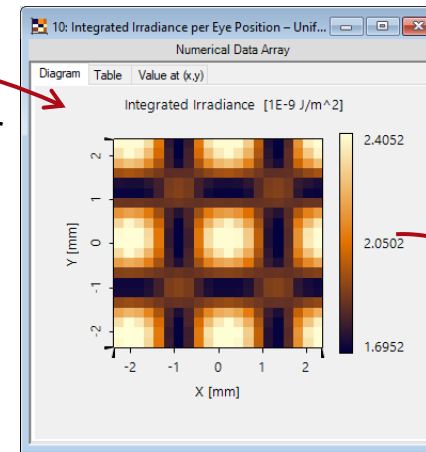 10: Integrated Irradiance per Eye Position – Unif...
Numerical Data Array
Diagram Table Value at (x,y)
Integrated Irradiance [1E-9 J/m^2]
2.4052
2.0502
1.6952
Y [mm]
2
1
0
-1
-2
-2 -1 0 1 2
X [mm]